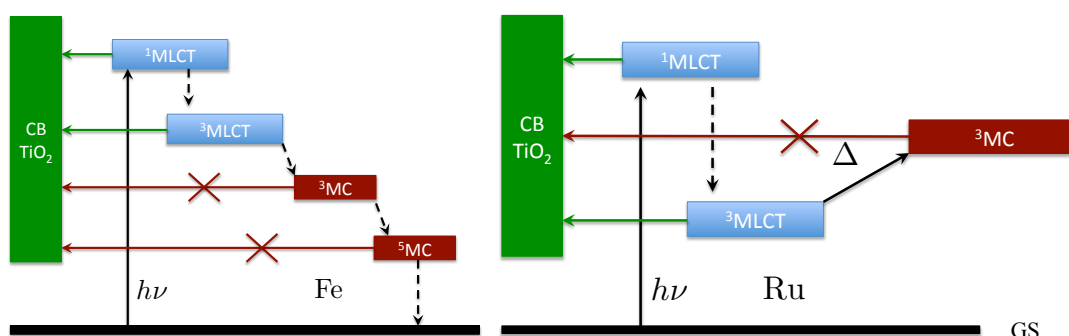 ¹MLCT
CB
TiO₂
³MLCT
³MC
⁵MC
hν
Fe
¹MLCT
CB
TiO₂
³MC
Δ
³MLCT
hν
Ru
GS